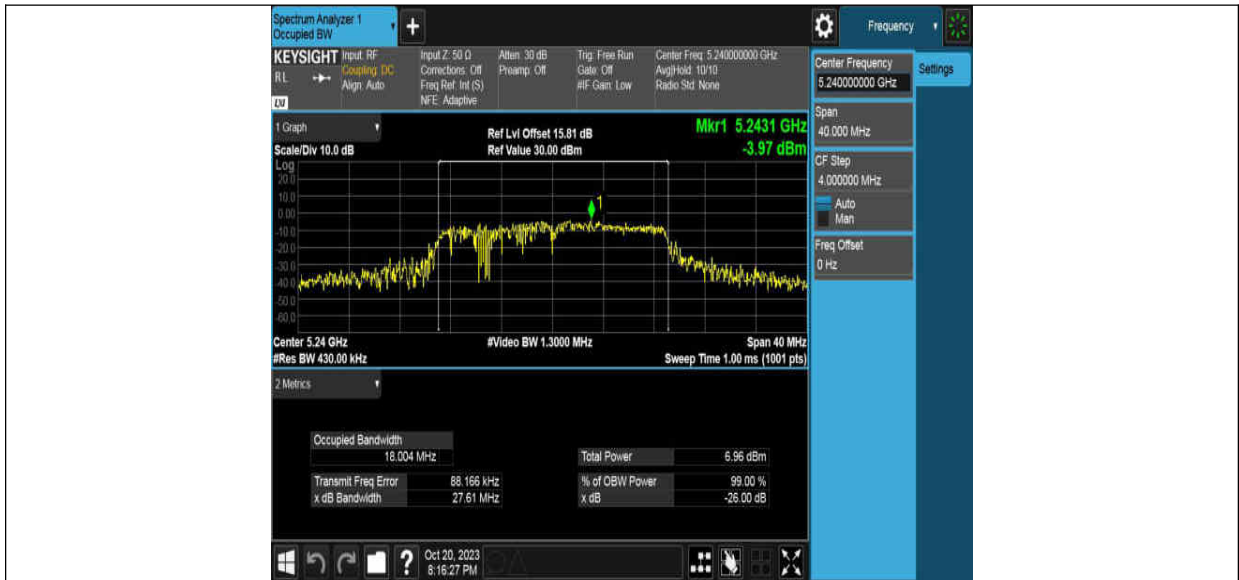 Spectrum Analyzer 1
Occupied BW
+
Frequency
KEYSIGHT
RL
LXI
Input: RF
Coupling: DC
Align: Auto
Input Z: 50 Ω
Corrections: Off
Freq Ref: Int (S)
NFE: Adaptive
Atten: 30 dB
Preamp: Off
Trig: Free Run
Gate: Off
#IF Gain: Low
Center Freq: 5.240000000 GHz
Avg|Hold: 10/10
Radio Std: None
Center Frequency
5.240000000 GHz
Settings
Span
40.000 MHz
CF Step
4.000000 MHz
Auto
Man
Freq Offset
0 Hz
1 Graph
Scale/Div 10.0 dB
Ref Lvl Offset 15.81 dB
Ref Value 30.00 dBm
Mkr1 5.2431 GHz
-3.97 dBm
Log
20.0
10.0
0.00
-10.0
-20.0
-30.0
-40.0
-50.0
-60.0
1
Center 5.24 GHz
#Video BW 1.3000 MHz
Span 40 MHz
#Res BW 430.00 kHz
Sweep Time 1.00 ms (1001 pts)
2 Metrics
Occupied Bandwidth
18.004 MHz
Total Power 6.96 dBm
Transmit Freq Error 88.166 kHz
% of OBW Power 99.00 %
x dB Bandwidth 27.61 MHz
x dB -26.00 dB
?
Oct 20, 2023
8:16:27 PM